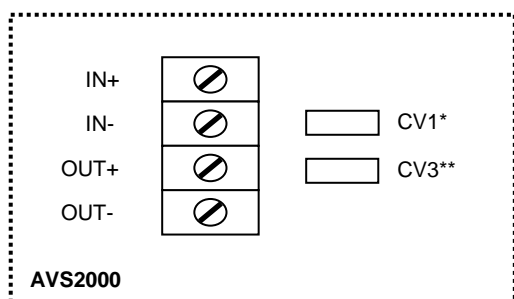 IN+
IN- CV1*
OUT+ CV3**
OUT-
AVS2000